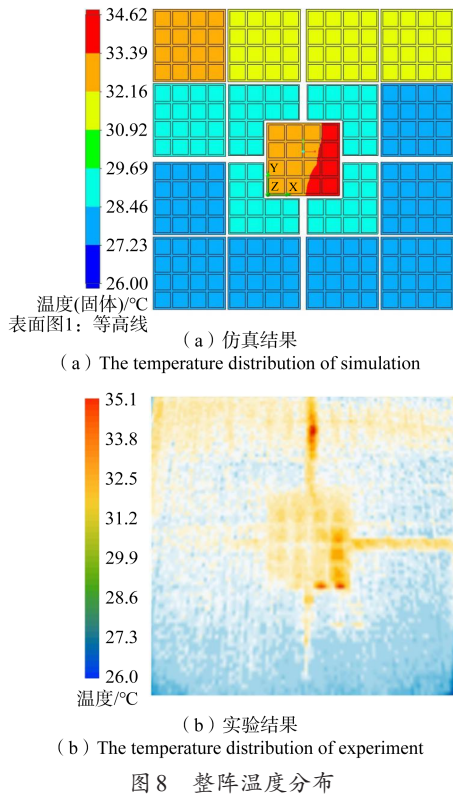 34.62
33.39
32.16
30.92
29.69
28.46
27.23
26.00
温度(固体)/℃
表面图1：等高线
Y
Z X
（a）仿真结果
（a）The temperature distribution of simulation
35.1
33.8
32.5
31.2
29.9
28.6
27.3
26.0
温度/℃
（b）实验结果
（b）The temperature distribution of experiment
图8 整阵温度分布